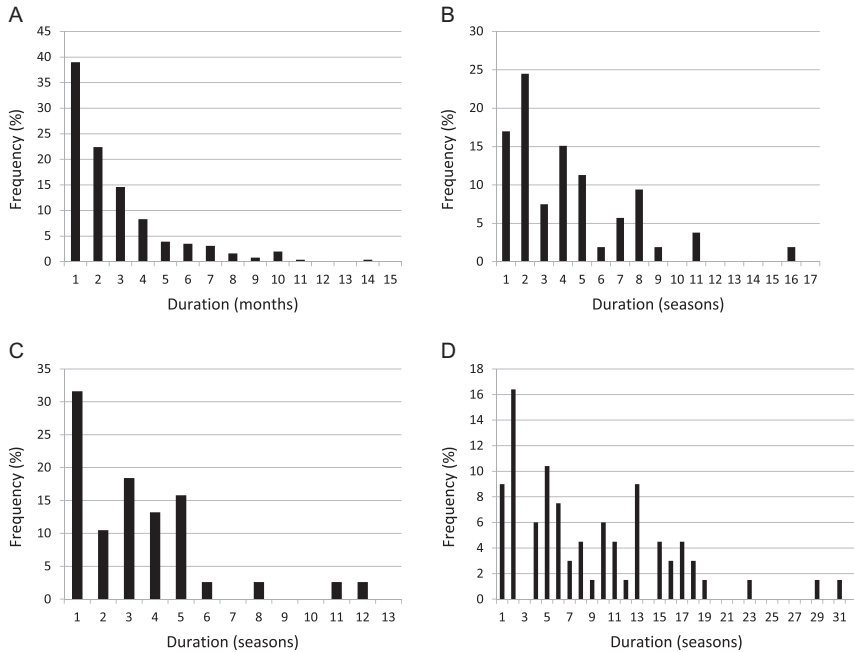 A
45
40
35
30
25
20
15
10
5
0
Frequency (%)
1 2 3 4 5 6 7 8 9 10 11 12 13 14 15
Duration (months)
B
30
25
20
15
10
5
0
Frequency (%)
1 2 3 4 5 6 7 8 9 10 11 12 13 14 15 16 17
Duration (seasons)
C
35
30
25
20
15
10
5
0
Frequency (%)
1 2 3 4 5 6 7 8 9 10 11 12 13
Duration (seasons)
D
18
16
14
12
10
8
6
4
2
0
Frequency (%)
1 3 5 7 9 11 13 15 17 19 21 23 25 27 29 31
Duration (seasons)